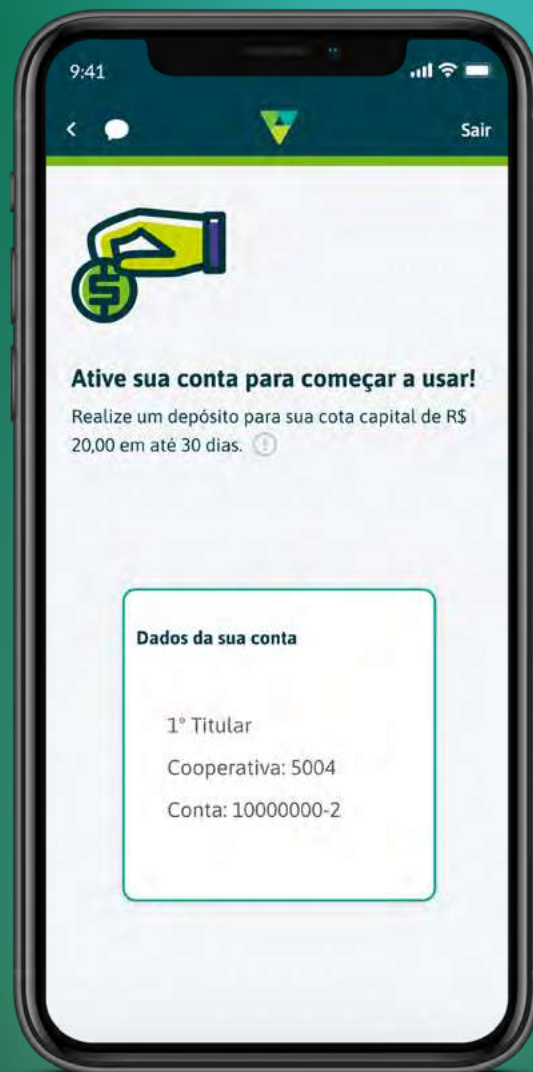 9:41
Sair
Ative sua conta para começar a usar!
Realize um depósito para sua cota capital de R$
20,00 em até 30 dias.
Dados da sua conta
1° Titular
Cooperativa: 5004
Conta: 10000000-2